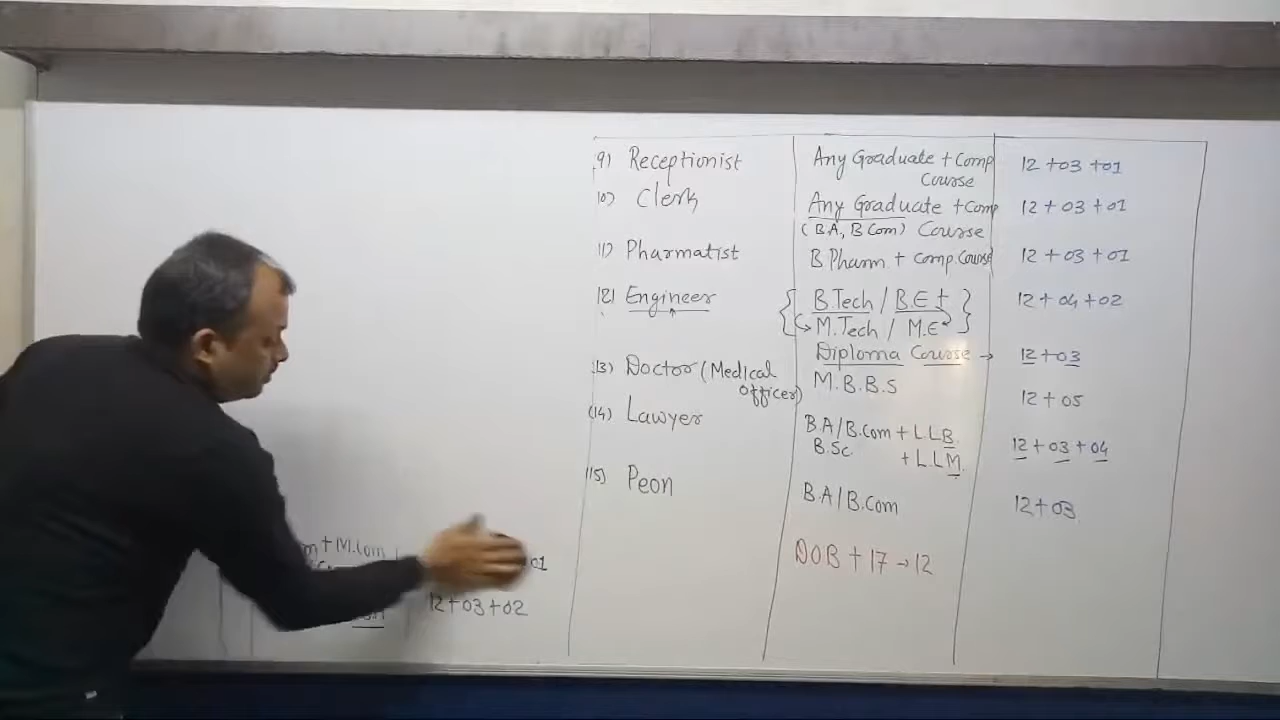 9) Receptionist Any Graduate + Comp 12 +03 +01
Course
10) Clerk Any Graduate +Comp 12 + 03 +01
(BA, B Com) Course
11) Pharmatist B Pharm. + Comp. Course 12 + 03 +01
12) Engineer B.Tech / B.E + 12 + 04 +02
M.Tech / M.E
Diploma Course → 12 +03
13) Doctor (Medical M.B.B.S 12 +05
Officer)
(14) Lawyer B.A/B.Com + L L B. 12 + 03 + 04
B.Sc + L L M.
15) Peon B.A/B.Com 12+03
DOB + 17 → 12
+ M.Com 01
12+03+02